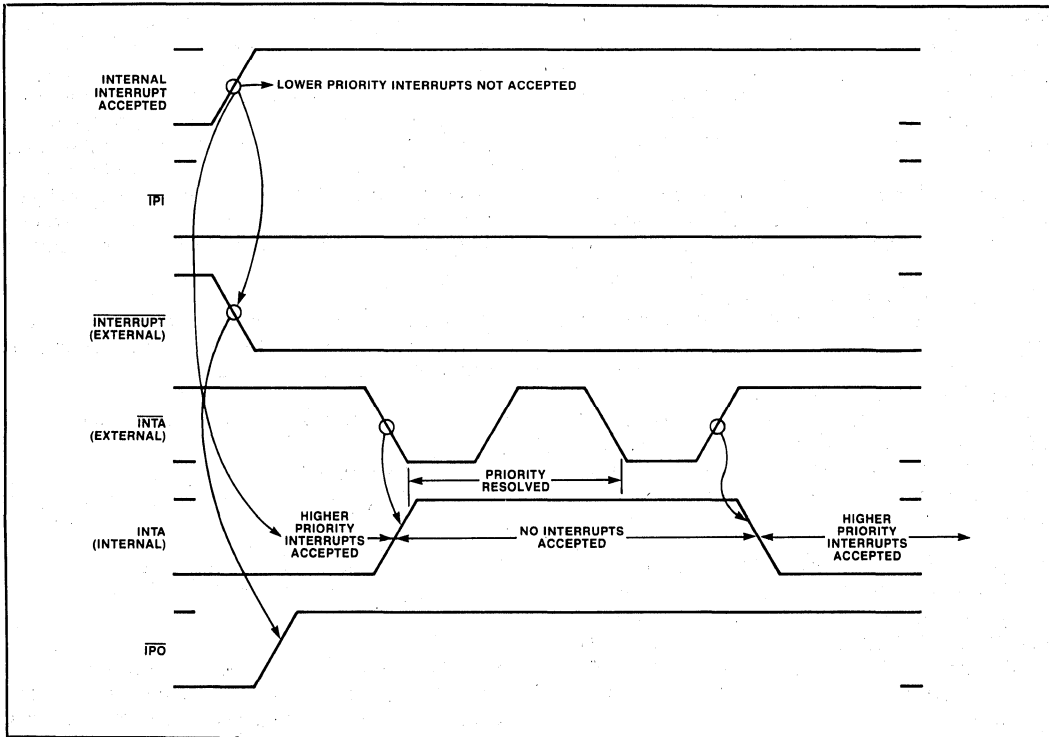 INTERNAL
INTERRUPT
ACCEPTED
LOWER PRIORITY INTERRUPTS NOT ACCEPTED
IPI
INTERRUPT
(EXTERNAL)
INTA
(EXTERNAL)
PRIORITY
RESOLVED
INTA
(INTERNAL)
HIGHER
PRIORITY
INTERRUPTS
ACCEPTED
NO INTERRUPTS
ACCEPTED
HIGHER
PRIORITY
INTERRUPTS
ACCEPTED
IPO